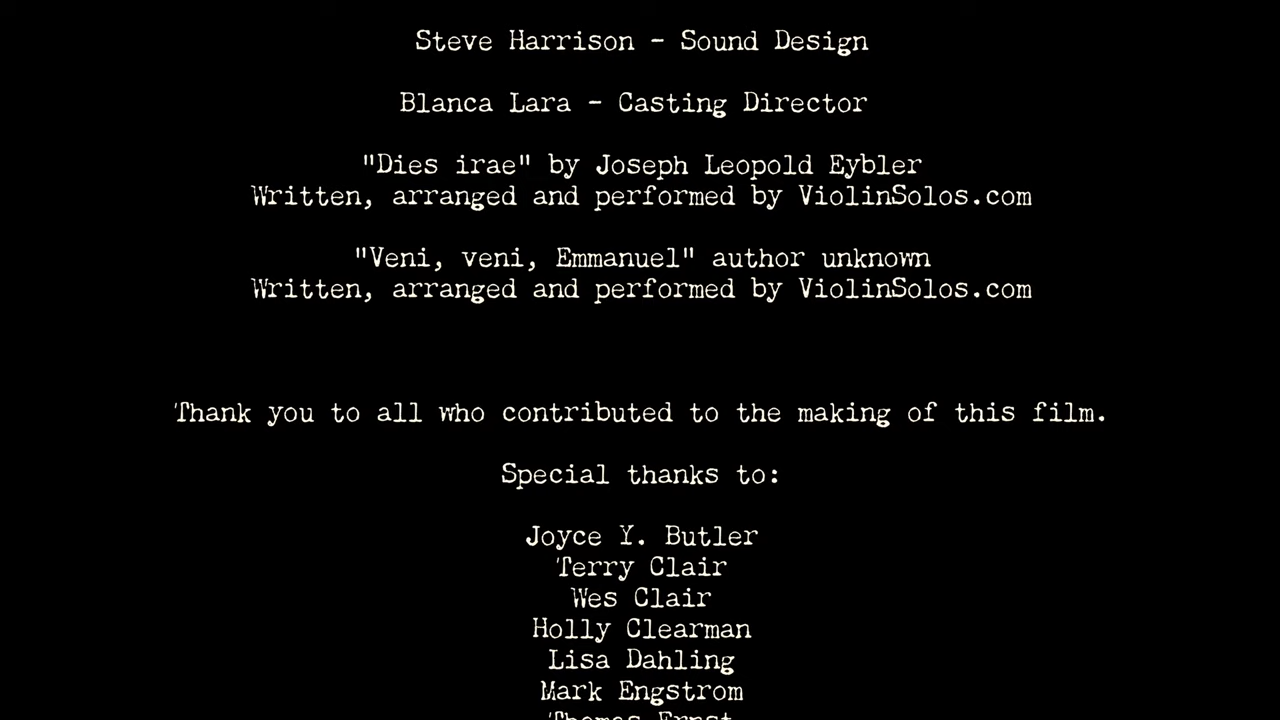 Steve Harrison - Sound Design
Blanca Lara - Casting Director
"Dies irae" by Joseph Leopold Eybler
Written, arranged and performed by ViolinSolos.com
"Veni, veni, Emmanuel" author unknown
Written, arranged and performed by ViolinSolos.com
Thank you to all who contributed to the making of this film.
Special thanks to:
Joyce Y. Butler
Terry Clair
Wes Clair
Holly Clearman
Lisa Dahling
Mark Engstrom
Thomas Ernst